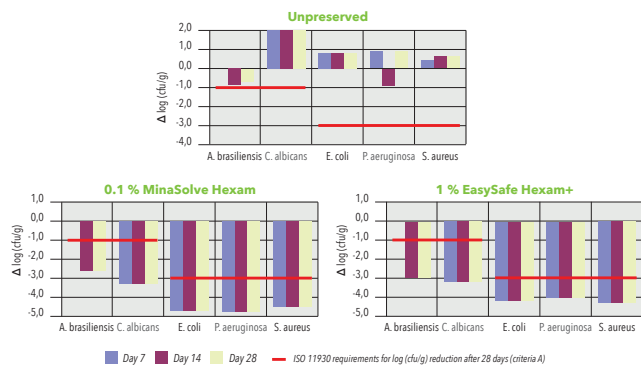 Unpreserved
2,0
1,0
0,0
-1,0
-2,0
-3,0
-4,0
Δ log (cfu/g)
A. brasiliensis C. albicans E. coli P. aeruginosa S. aureus
0.1 % MinaSolve Hexam
1,0
0,0
-1,0
-2,0
-3,0
-4,0
-5,0
Δ log (cfu/g)
A. brasiliensis C. albicans E. coli P. aeruginosa S. aureus
1 % EasySafe Hexam+
1,0
0,0
-1,0
-2,0
-3,0
-4,0
-5,0
Δ log (cfu/g)
A. brasiliensis C. albicans E. coli P. aeruginosa S. aureus
Day 7 Day 14 Day 28 ISO 11930 requirements for log (cfu/g) reduction after 28 days (criteria A)